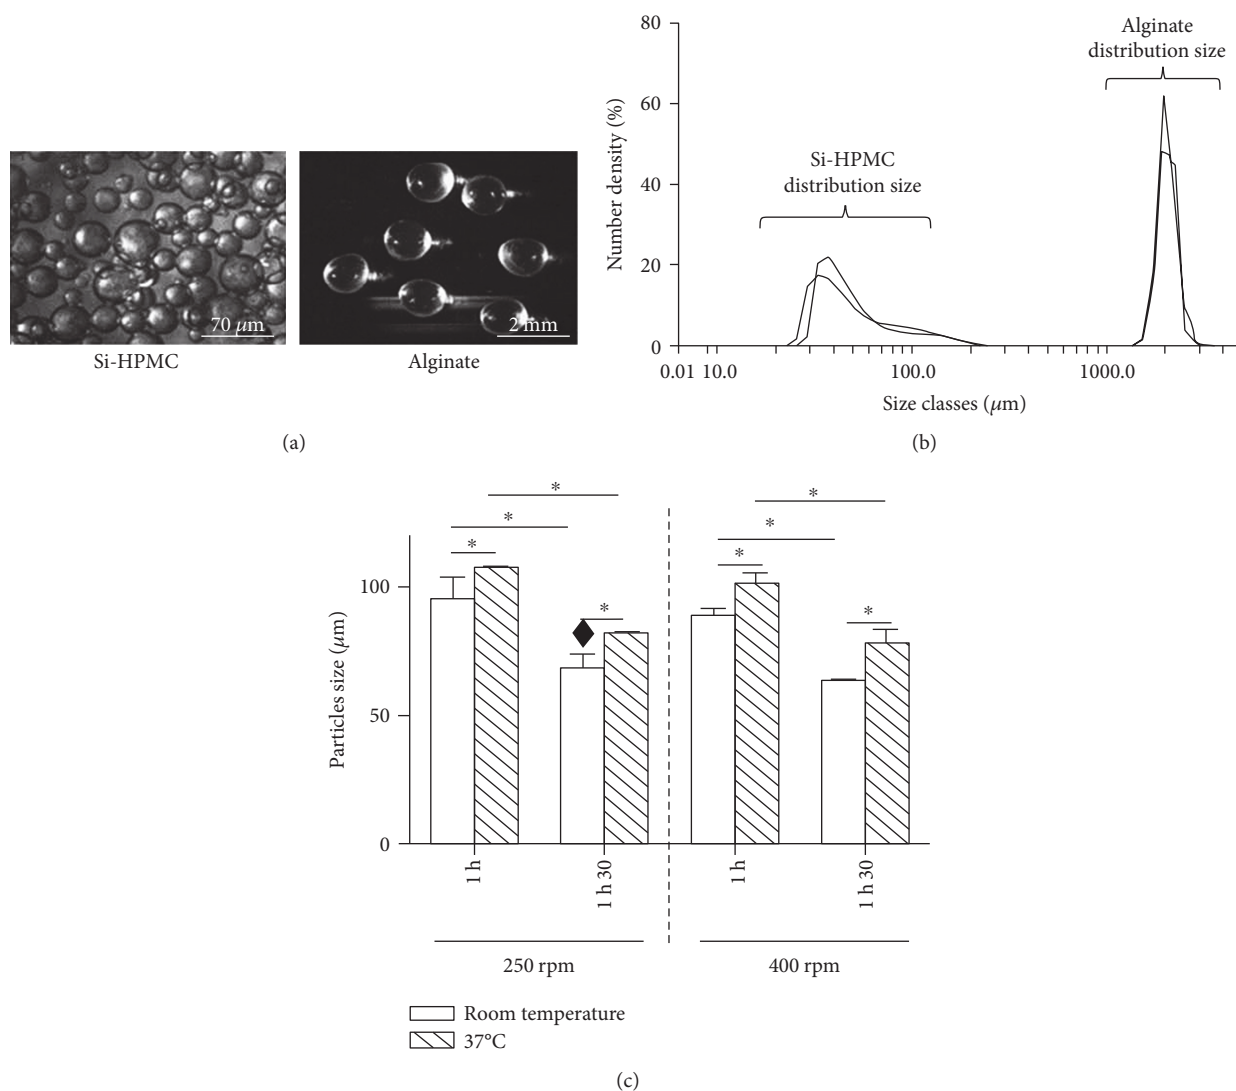 70 μm
Si-HPMC
2 mm
Alginate
(a)
80
60
40
20
0
Number density (%)
Si-HPMC
distribution size
Alginate
distribution size
0.01 10.0 100.0 1000.0
Size classes (μm)
(b)
Particles size (μm)
100
50
0
* * * * * * * *
1 h
1 h 30
1 h
1 h 30
250 rpm
400 rpm
Room temperature
37°C
(c)